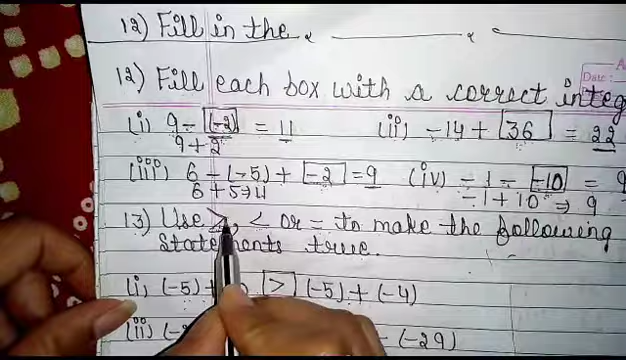 12) Fill in the
12) Fill each box with a correct integ
(i) 9 - (-2) = 11 (ii) -14 + 36 = 22
9 + 2
(iii) 6 - (-5) + -2 = 9 (iv) -1 - -10 = 9
6 + 5 → 4 -1 + 10 → 9
13) Use >, < or = to make the following
statements true.
(i) (-5) + > (-5) + (-4)
(ii) - (-29)
Date: